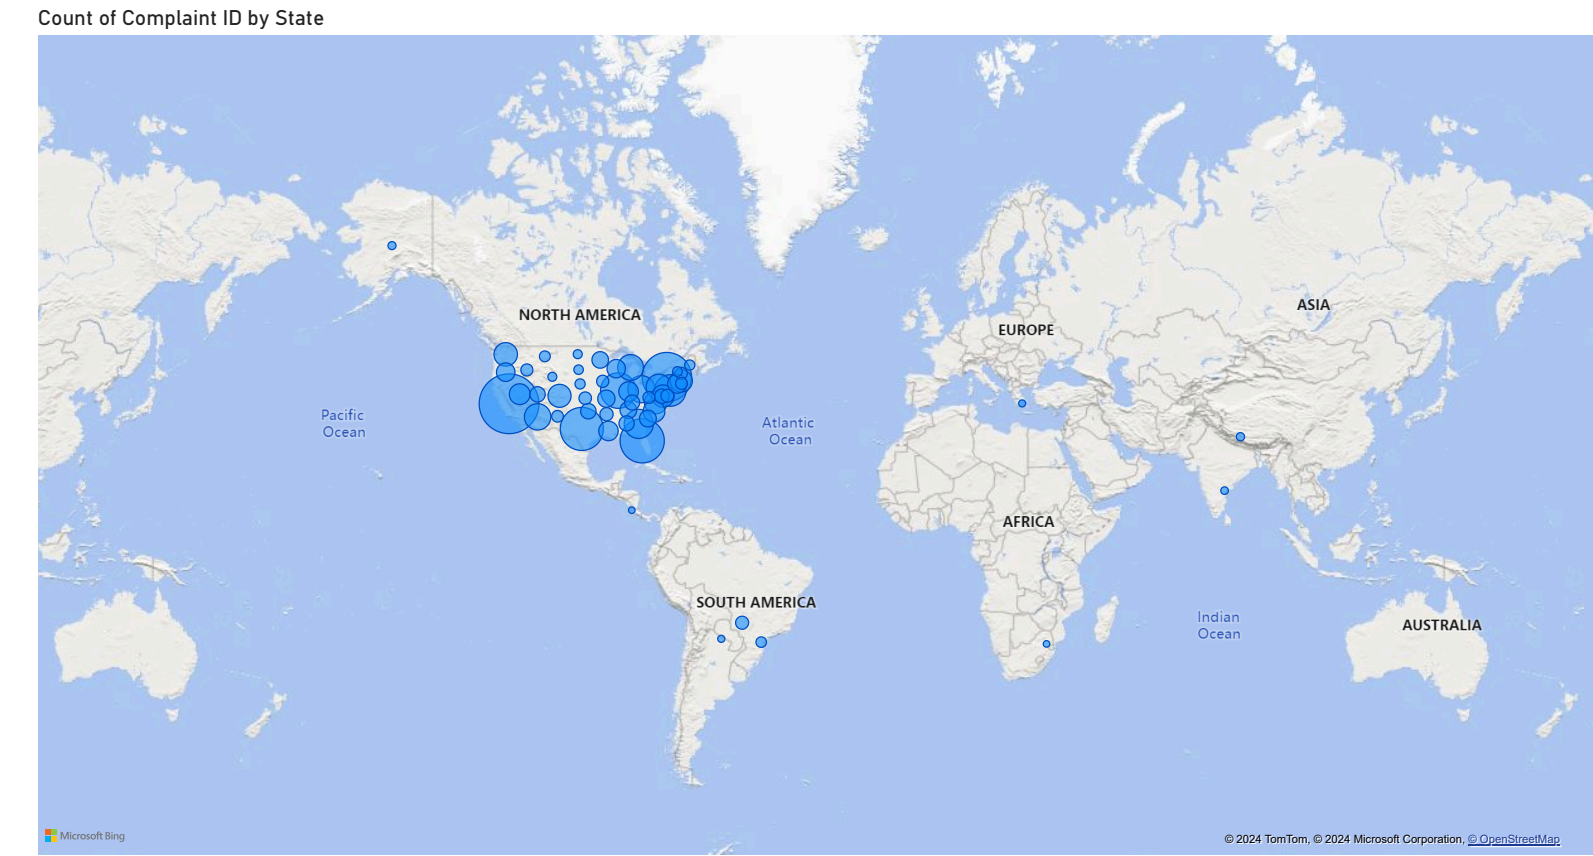 Count of Complaint ID by State
NORTH AMERICA
ASIA
EUROPE
Pacific
Ocean
Atlantic
Ocean
AFRICA
SOUTH AMERICA
Indian
Ocean
AUSTRALIA
Microsoft Bing
© 2024 TomTom, © 2024 Microsoft Corporation, © OpenStreetMap